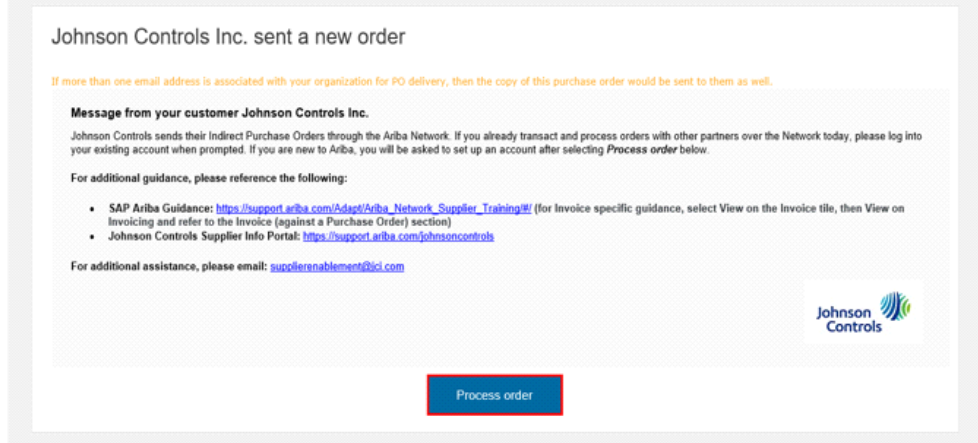 Johnson Controls Inc. sent a new order
If more than one email address is associated with your organization for PO delivery, then the copy of this purchase order would be sent to them as well.
Message from your customer Johnson Controls Inc.
Johnson Controls sends their Indirect Purchase Orders through the Ariba Network. If you already transact and process orders with other partners over the Network today, please log into
your existing account when prompted. If you are new to Ariba, you will be asked to set up an account after selecting Process order below.
For additional guidance, please reference the following:
• SAP Ariba Guidance: https://support.ariba.com/Adapt/Ariba_Network_Supplier_Training/#/ (for Invoice specific guidance, select View on the Invoice tile, then View on
Invoicing and refer to the Invoice (against a Purchase Order) section)
• Johnson Controls Supplier Info Portal: https://support.ariba.com/johnsoncontrols
For additional assistance, please email: supplierenablement@jci.com
Johnson
Controls
Process order